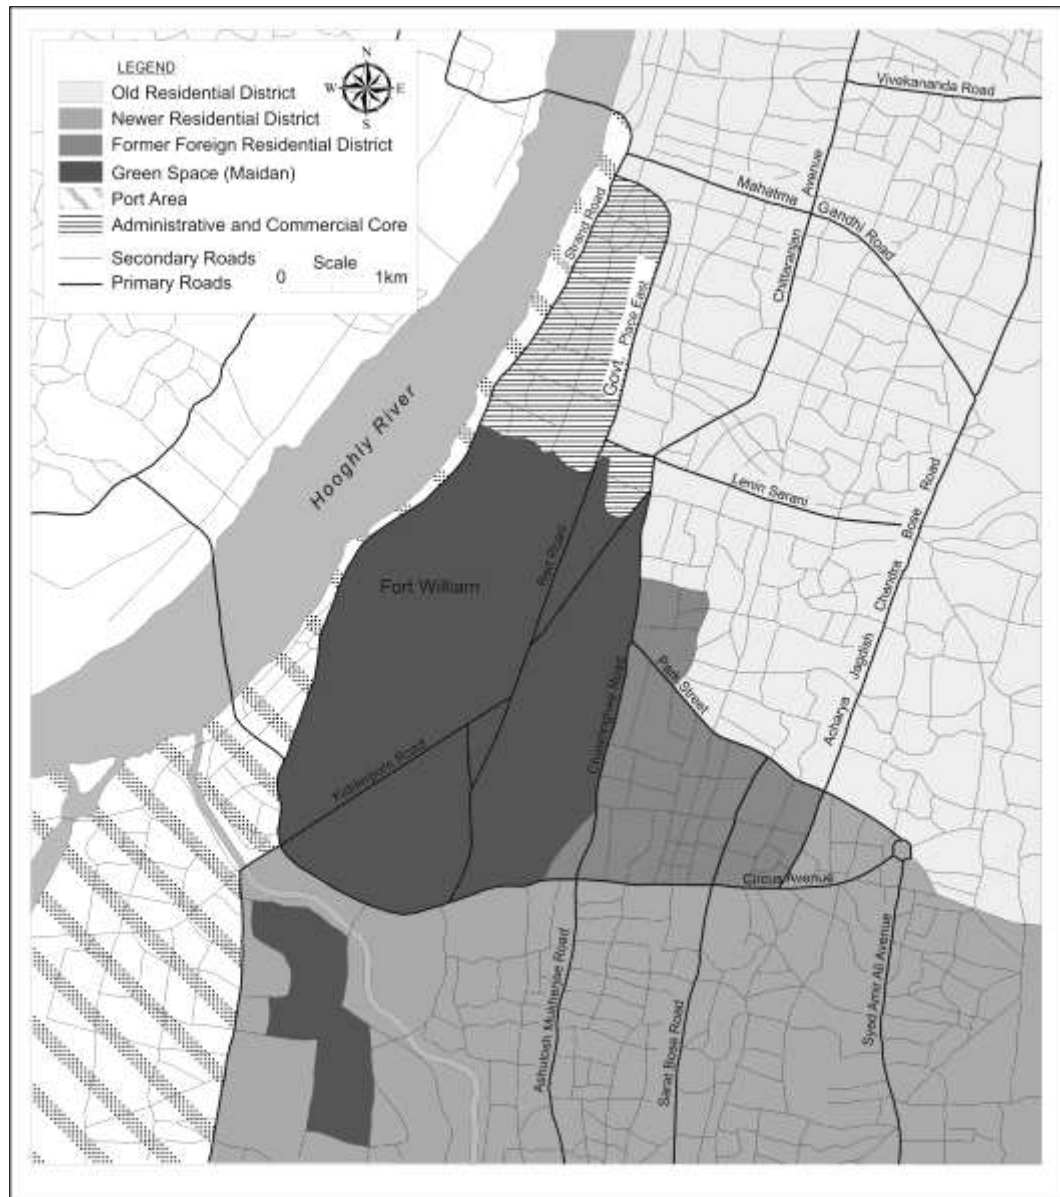 N
W E
S
LEGEND
Old Residential District
Newer Residential District
Former Foreign Residential District
Green Space (Maidan)
Port Area
Administrative and Commercial Core
Secondary Roads
Primary Roads
Scale
0 1km
Vivekananda Road
Mahatma Gandhi Road
Chittaranjan Avenue
Strand Road
Govt. Place East
Hooghly River
Lenin Sarani
Acharya Jagdish Chandra Bose Road
Red Road
Fort William
Park Street
Chowringhee Road
Kidderpore Road
Circus Avenue
Ashutosh Mukherjee Road
Sarat Bose Road
Syed Amir Ali Avenue